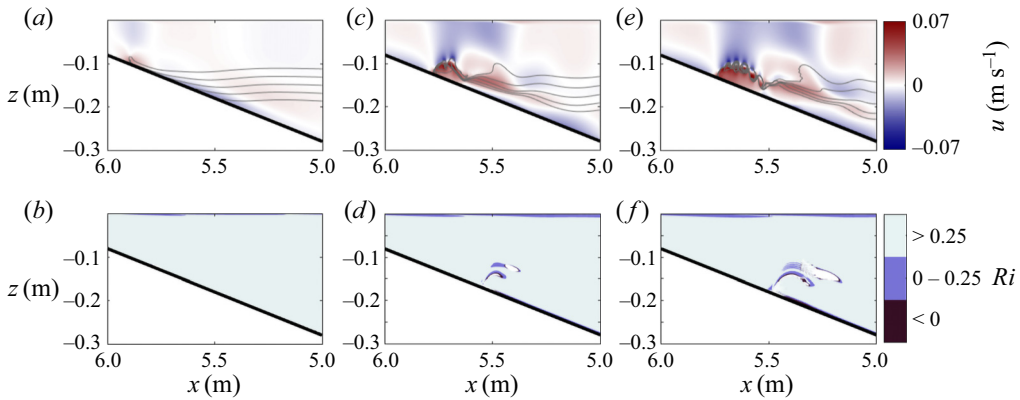 (a) (c) (e) 0.07
–0.1 –0.1 –0.1
z (m) –0.2 –0.2 –0.2 0 u (m s⁻¹)
–0.3 –0.3 –0.3 –0.07
6.0 5.5 5.0 6.0 5.5 5.0 6.0 5.5 5.0
(b) (d) (f)
> 0.25
–0.1 –0.1 –0.1
z (m) –0.2 –0.2 –0.2 0 – 0.25 Ri
< 0
–0.3 –0.3 –0.3
6.0 5.5 5.0 6.0 5.5 5.0 6.0 5.5 5.0
x (m) x (m) x (m)